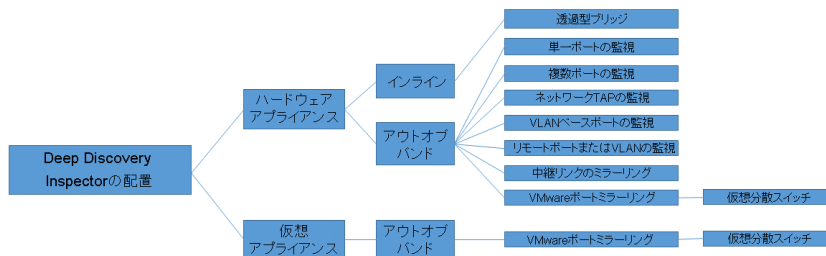 Deep Discovery
Inspectorの配置
ハードウェア
アプライアンス
インライン
透過型ブリッジ
アウトオブ
バンド
単一ポートの監視
複数ポートの監視
ネットワークTAPの監視
VLANベースポートの監視
リモートポートまたはVLANの監視
中継リンクのミラーリング
VMwareポートミラーリング
仮想分散スイッチ
仮想
アプライアンス
アウトオブ
バンド
VMwareポートミラーリング
仮想分散スイッチ